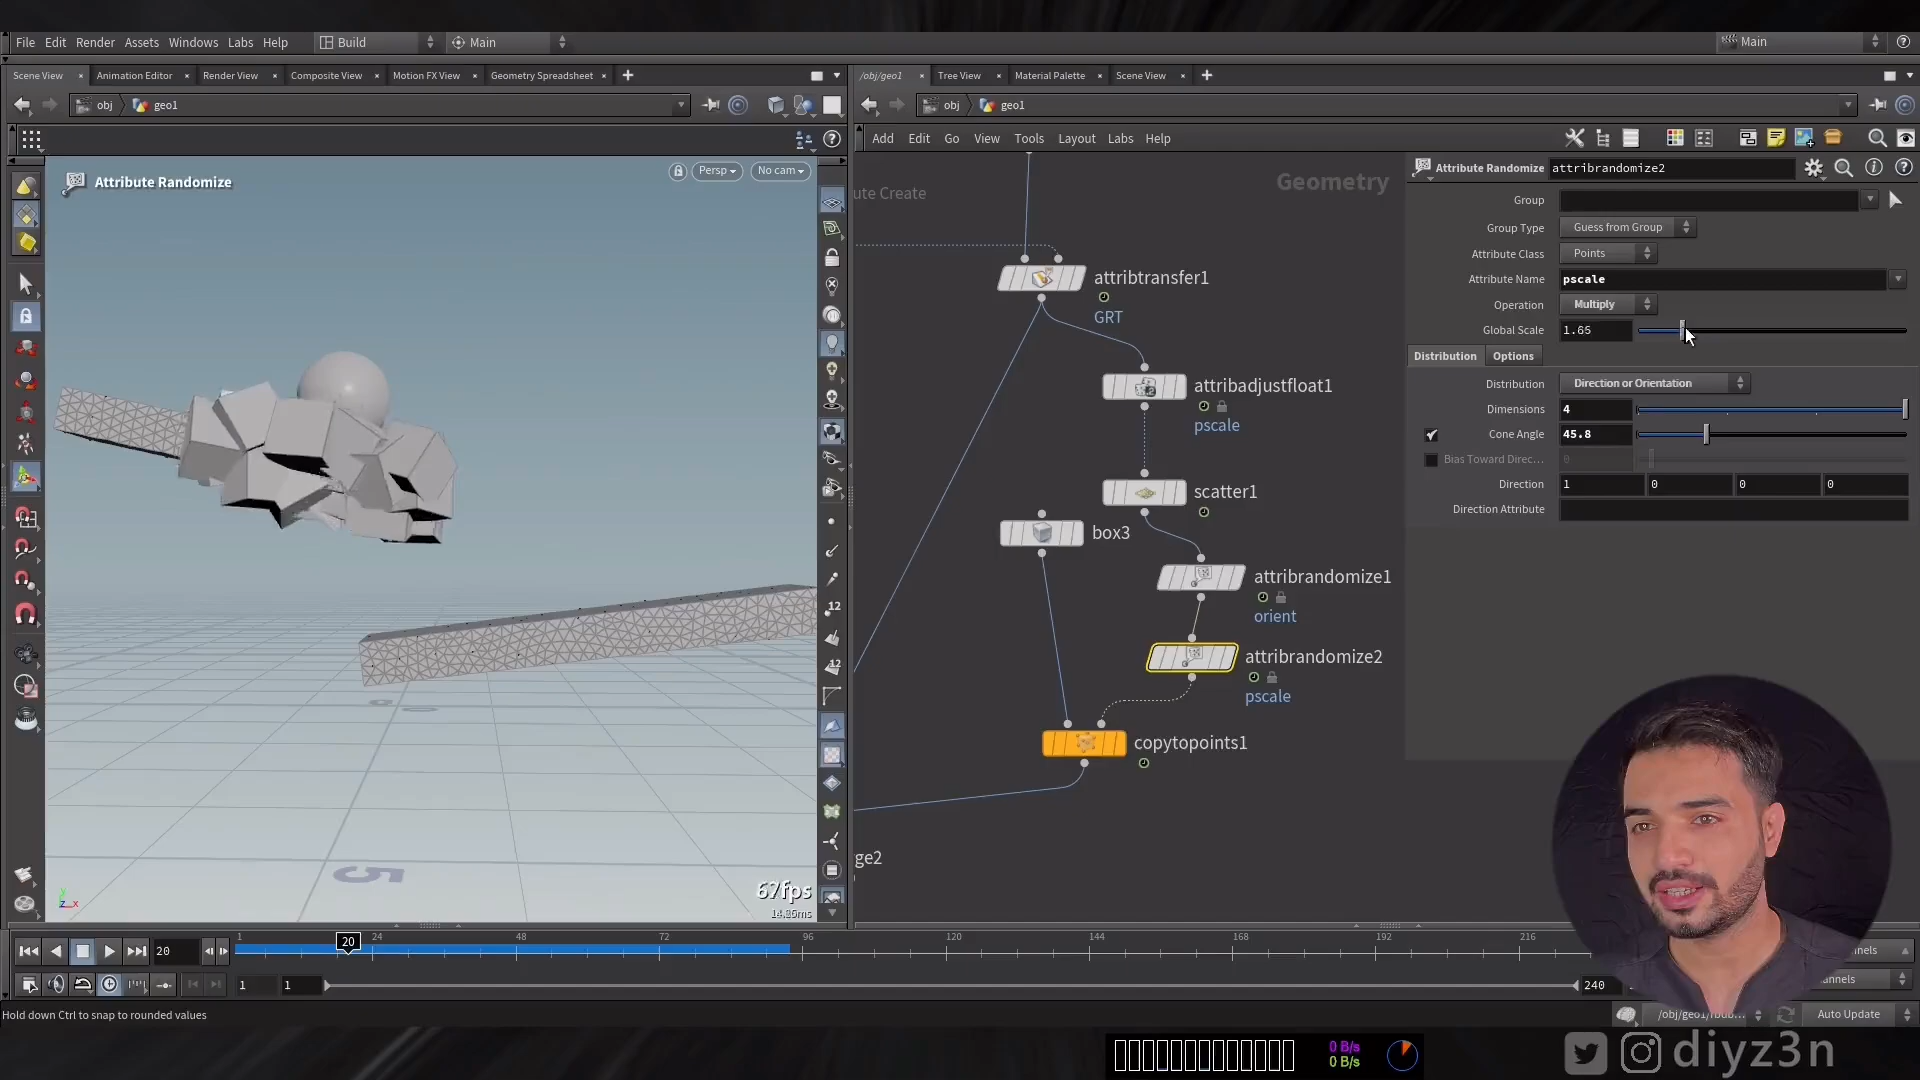 File Edit Render Assets Windows Labs Help Build Main Main
Scene View Animation Editor Render View Composite View Motion FX View Geometry Spreadsheet
/obj/geo1 Tree View Material Palette Scene View
obj geo1
obj geo1
Add Edit Go View Tools Layout Labs Help
Attribute Randomize
Persp No cam
ute Create
Geometry
attribtransfer1
GRT
attribadjustfloat1
pscale
scatter1
box3
attribrandomize1
orient
attribrandomize2
pscale
copytopoints1
ge2
Attribute Randomize attribrandomize2
Group
Group Type Guess from Group
Attribute Class Points
Attribute Name pscale
Operation Multiply
Global Scale 1.65
Distribution Options
Distribution Direction or Orientation
Dimensions 4
Cone Angle 45.8
Bias Toward Direc... 0
Direction 1 0 0 0
Direction Attribute
12
12
5
67fps
20
1 20 24 48 72 96 120 144 168 192 216
1 1 240
nnels
annels
Hold down Ctrl to snap to rounded values
Auto Update
0 B/s
0 B/s
diyz3n